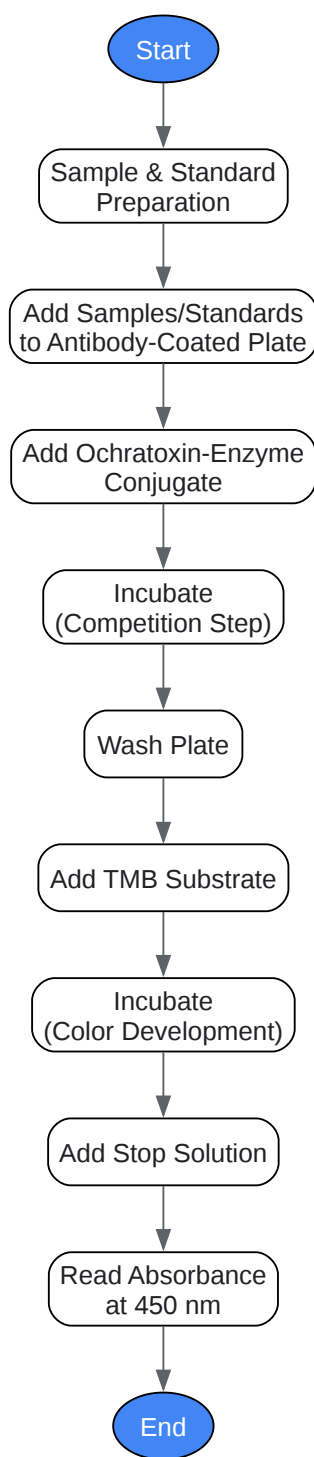 Start
Sample & Standard
Preparation
Add Samples/Standards
to Antibody-Coated Plate
Add Ochratoxin-Enzyme
Conjugate
Incubate
(Competition Step)
Wash Plate
Add TMB Substrate
Incubate
(Color Development)
Add Stop Solution
Read Absorbance
at 450 nm
End